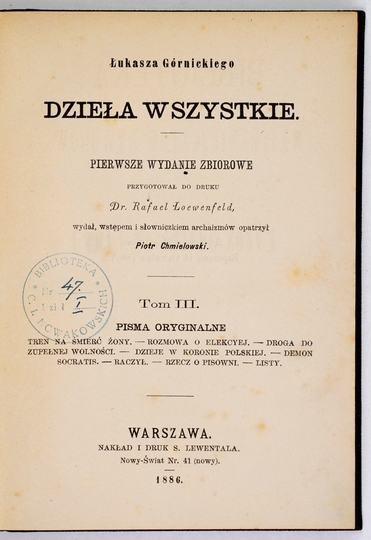 Łukasza Górnickiego
DZIEŁA WSZYSTKIE.
PIERWSZE WYDANIE ZBIOROWE
PRZYGOTOWAŁ DO DRUKU
Dr. Rafael Loewenfeld,
wydał, wstępem i słowniczkiem archaizmów opatrzył
Piotr Chmielowski.
BIBLIOTEKA
Nr 47.
I
Tom III.
PISMA ORYGINALNE
TREN NA ŚMIERĆ ŻONY. — ROZMOWA O ELEKCYEJ. — DROGA DO
ZUPEŁNEJ WOLNOŚCI. — DZIEJE W KORONIE POLSKIEJ. — DEMON
SOCRATIS. — RACZYŁ. — RZECZ O PISOWNI. — LISTY.
WARSZAWA.
NAKŁAD I DRUK S. LEWENTALA.
Nowy-Świat Nr. 41 (nowy).
1886.